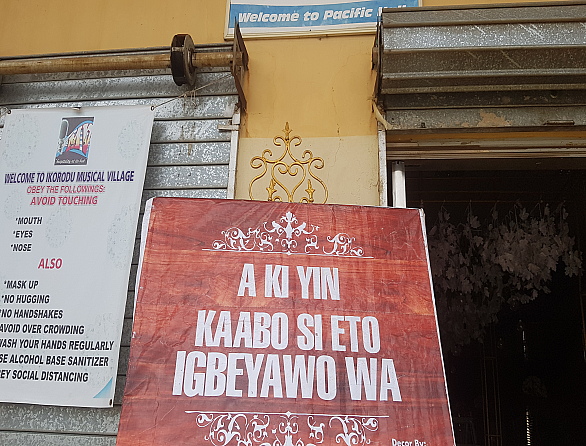 Welcome to Pacific
WELCOME TO IKORODU MUSICAL VILLAGE
OBEY THE FOLLOWINGS:
AVOID TOUCHING
*MOUTH
*EYES
*NOSE
ALSO
*MASK UP
*NO HUGGING
*NO HANDSHAKES
AVOID OVER CROWDING
WASH YOUR HANDS REGULARLY
SE ALCOHOL BASE SANITIZER
EY SOCIAL DISTANCING
A KI YIN
KAABO SI ETO
IGBEYAWO WA
Decor By: